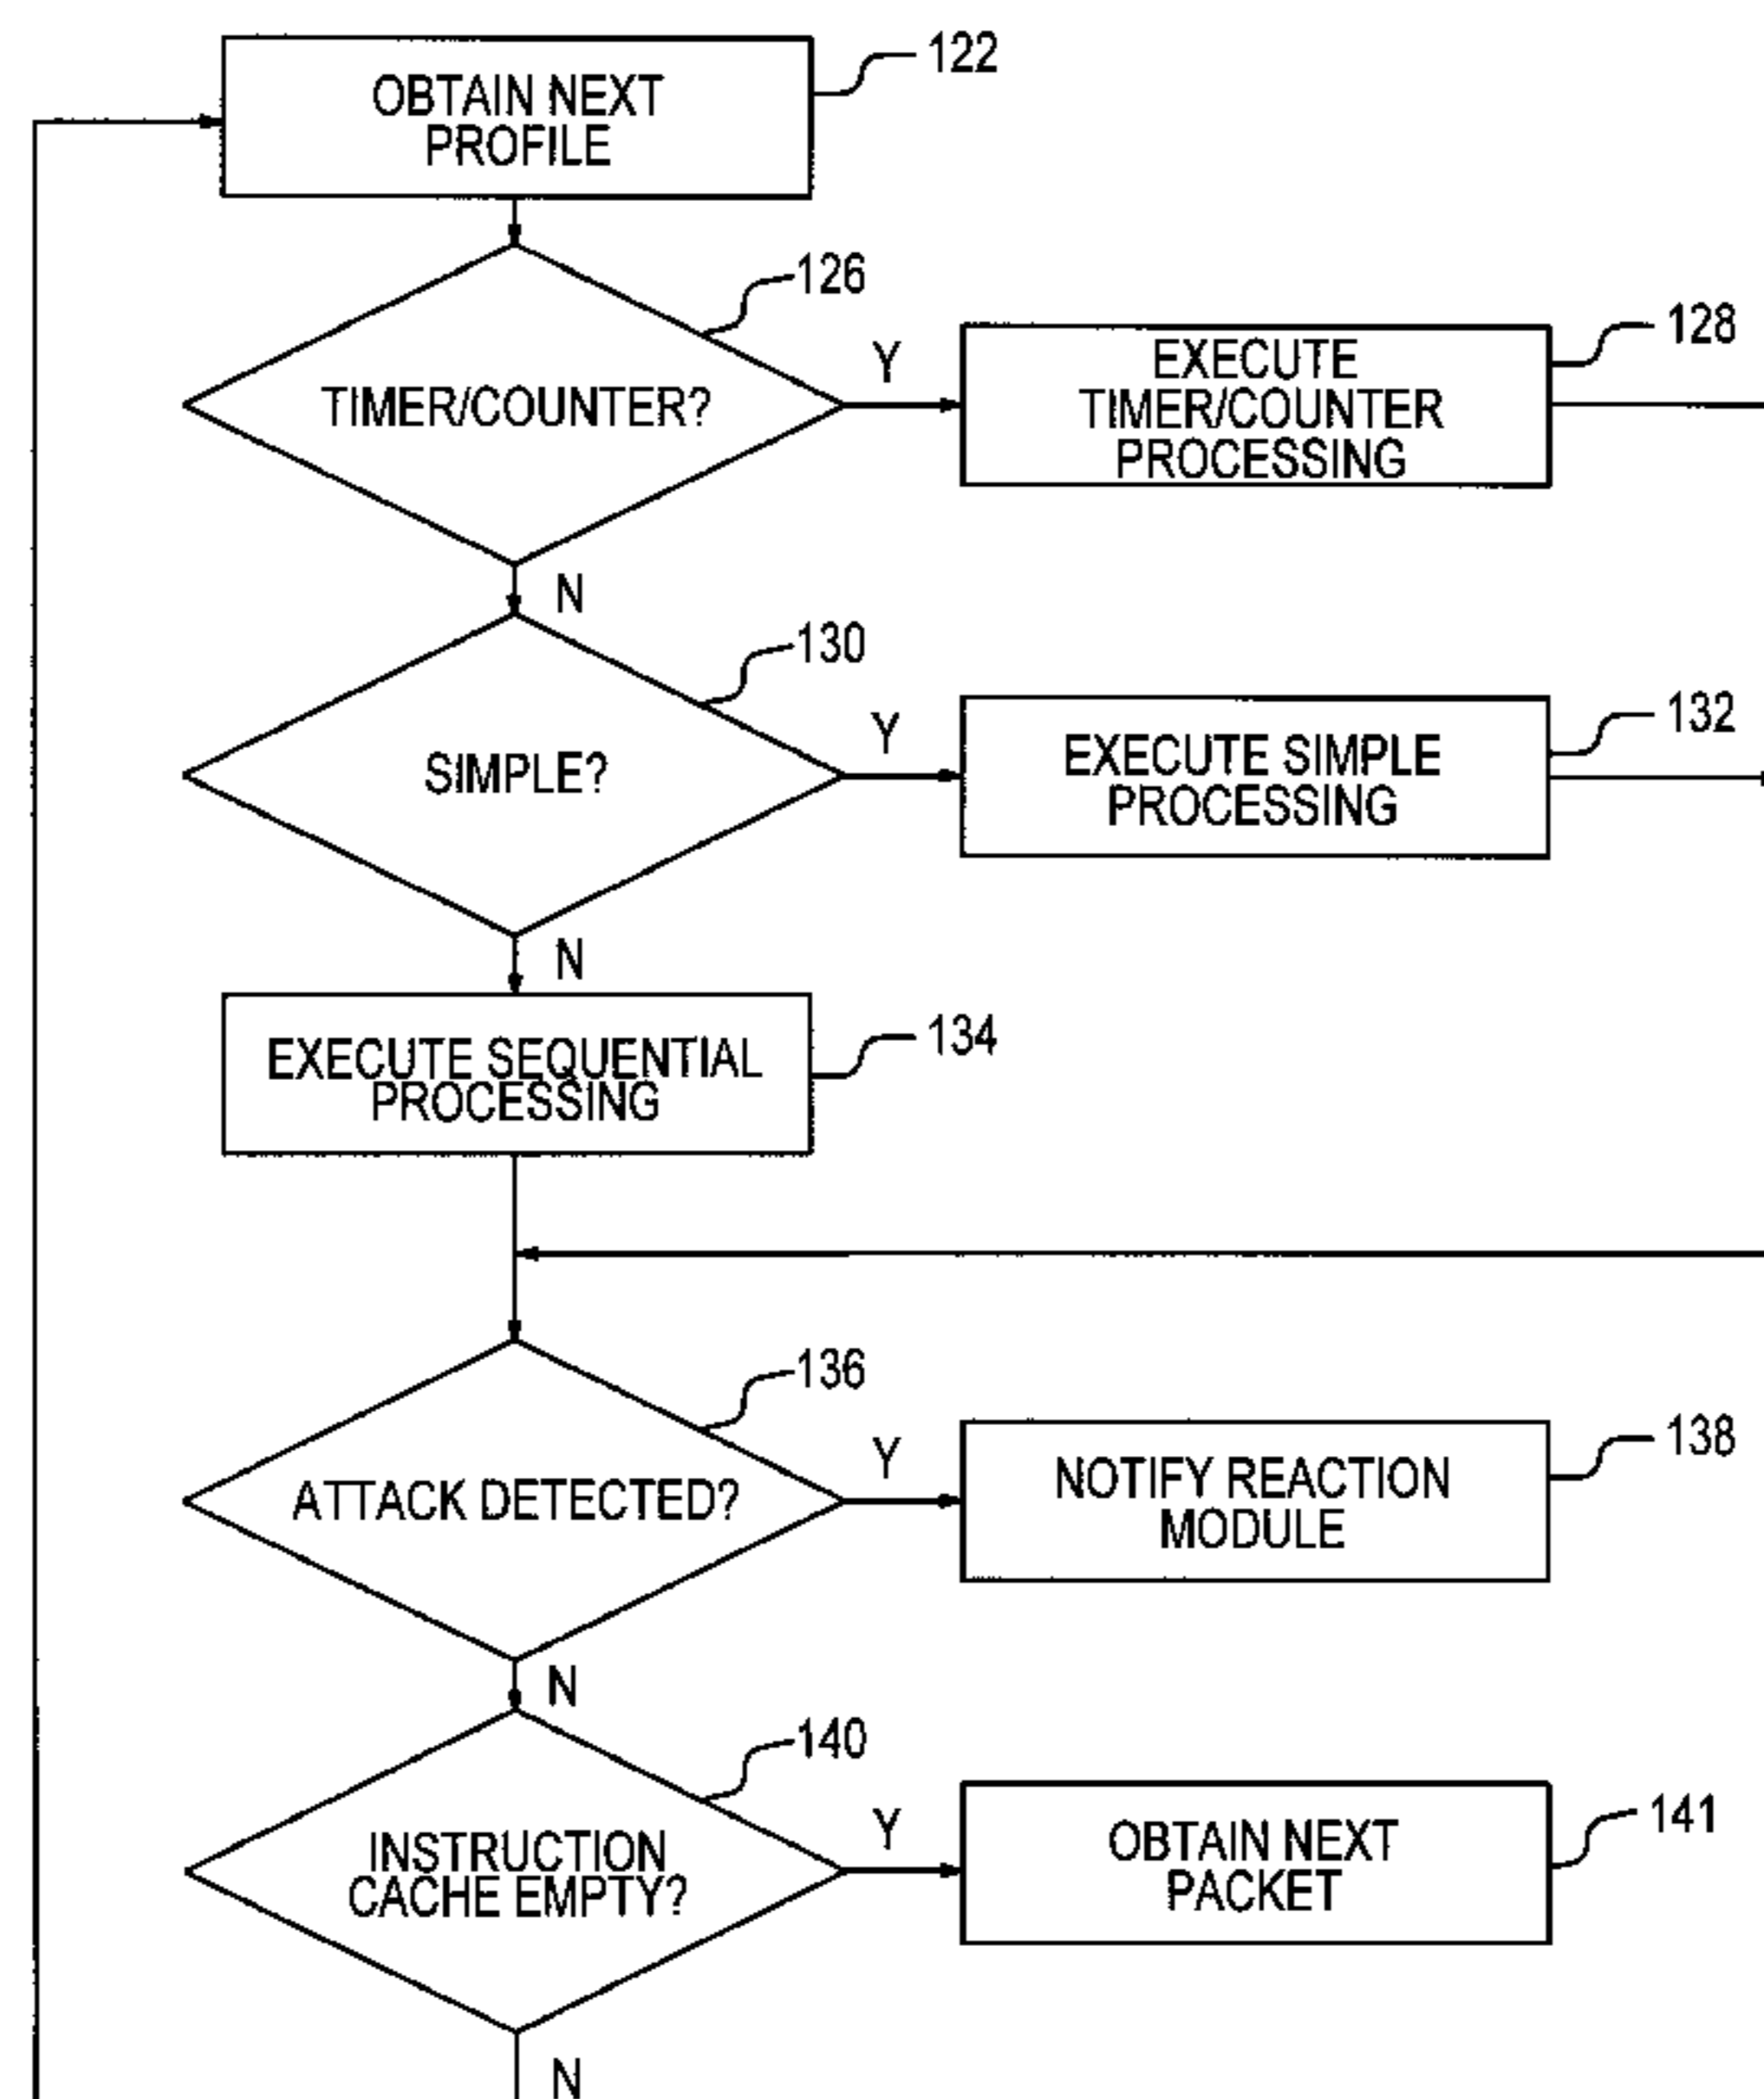 OBTAIN NEXT
PROFILE
122
TIMER/COUNTER?
126
Y
EXECUTE
TIMER/COUNTER
PROCESSING
128
N
SIMPLE?
130
Y
EXECUTE SIMPLE
PROCESSING
132
N
EXECUTE SEQUENTIAL
PROCESSING
134
ATTACK DETECTED?
136
Y
NOTIFY REACTION
MODULE
138
N
INSTRUCTION
CACHE EMPTY?
140
Y
OBTAIN NEXT
PACKET
141
N